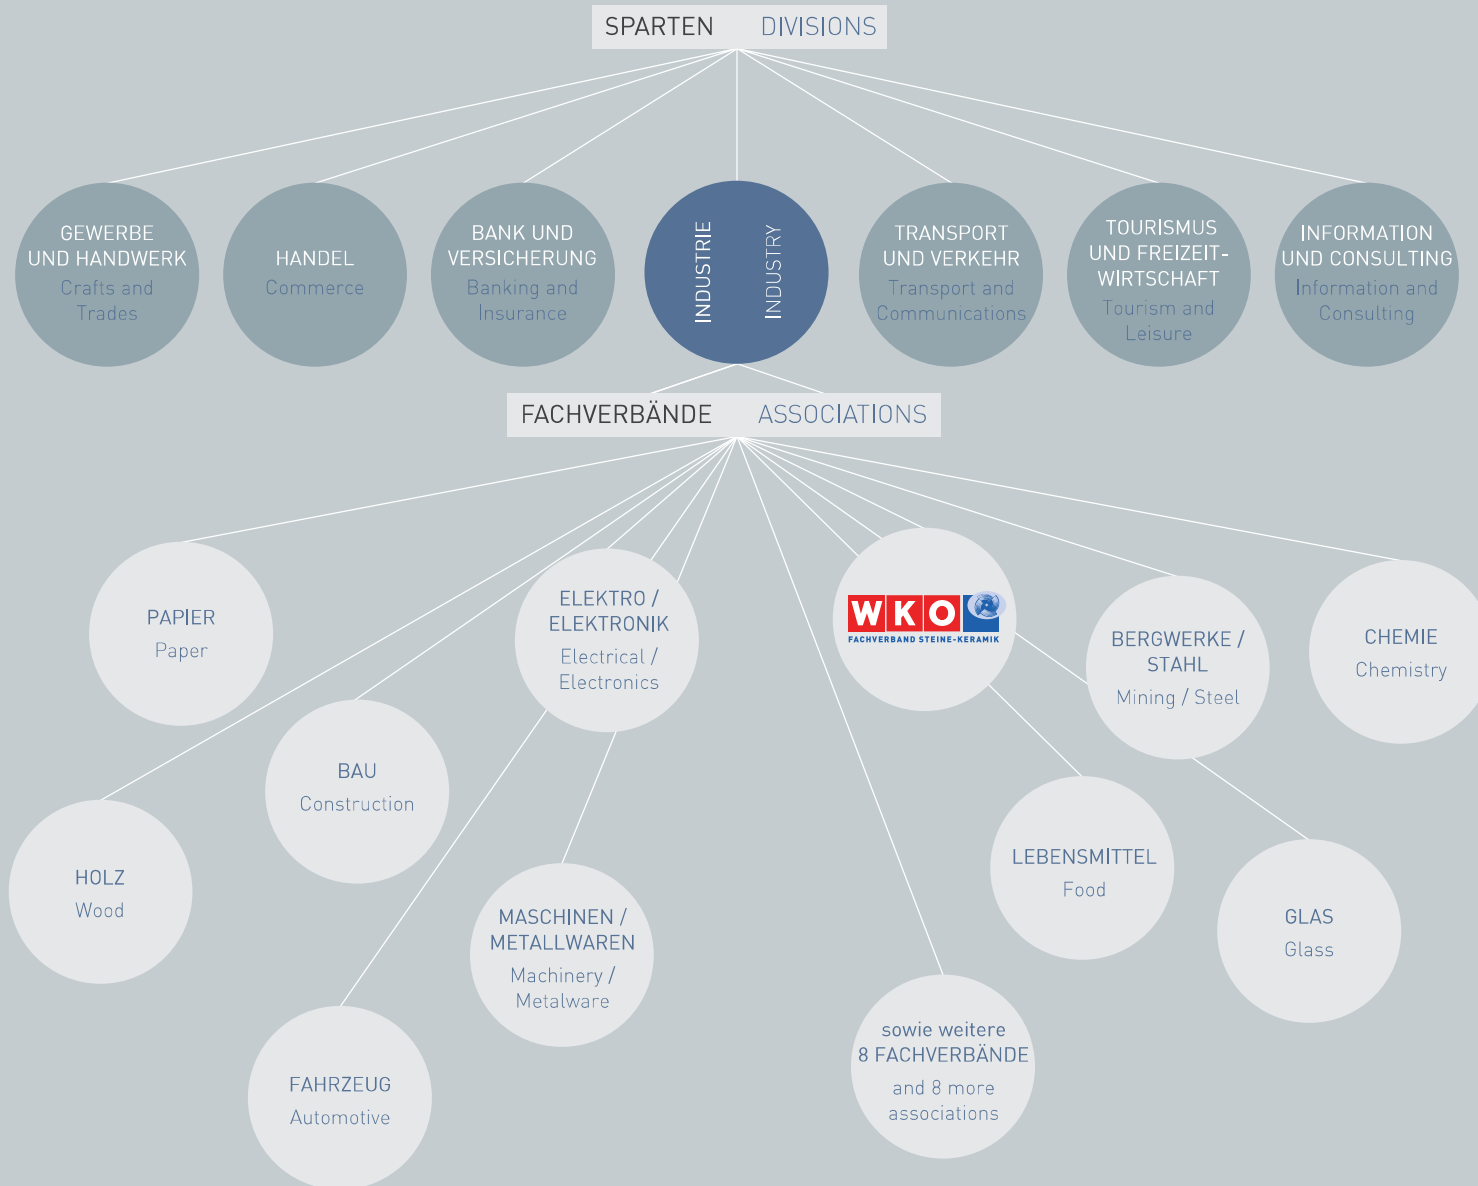 SPARTEN DIVISIONS
GEWERBE
UND HANDWERK
Crafts and
Trades
HANDEL
Commerce
BANK UND
VERSICHERUNG
Banking and
Insurance
INDUSTRIE
INDUSTRY
TRANSPORT
UND VERKEHR
Transport and
Communications
TOURISMUS
UND FREIZEIT-
WIRTSCHAFT
Tourism and
Leisure
INFORMATION
UND CONSULTING
Information and
Consulting
FACHVERBÄNDE ASSOCIATIONS
PAPIER
Paper
ELEKTRO /
ELEKTRONIK
Electrical /
Electronics
WKO
FACHVERBAND STEINE-KERAMIK
BERGWERKE /
STAHL
Mining / Steel
CHEMIE
Chemistry
BAU
Construction
HOLZ
Wood
MASCHINEN /
METALLWAREN
Machinery /
Metalware
LEBENSMITTEL
Food
GLAS
Glass
FAHRZEUG
Automotive
sowie weitere
8 FACHVERBÄNDE
and 8 more
associations